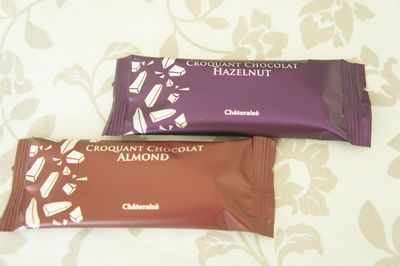 CROQUANT CHOCOLAT
HAZELNUT
Châteraisé
CROQUANT CHOCOLAT
ALMOND
Châteraisé